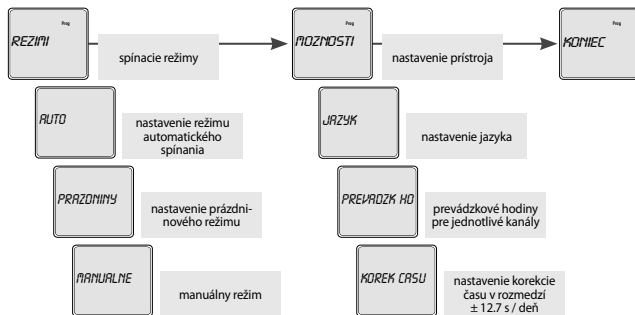 Prog
REZIMI
spínacie režimy
Prog
MOZNOSTI
nastavenie prístroja
Prog
KONIEC
AUTO
nastavenie režimu
automatického
spínania
JAZYK
nastavenie jazyka
PRAZDNINY
nastavenie prázdni-
nového režimu
PREVADZK HO
prevádzkové hodiny
pre jednotlivé kanály
MANUALNE
manuálny režim
KOREK CASU
nastavenie korekcie
času v rozmedzí
± 12.7 s / deň